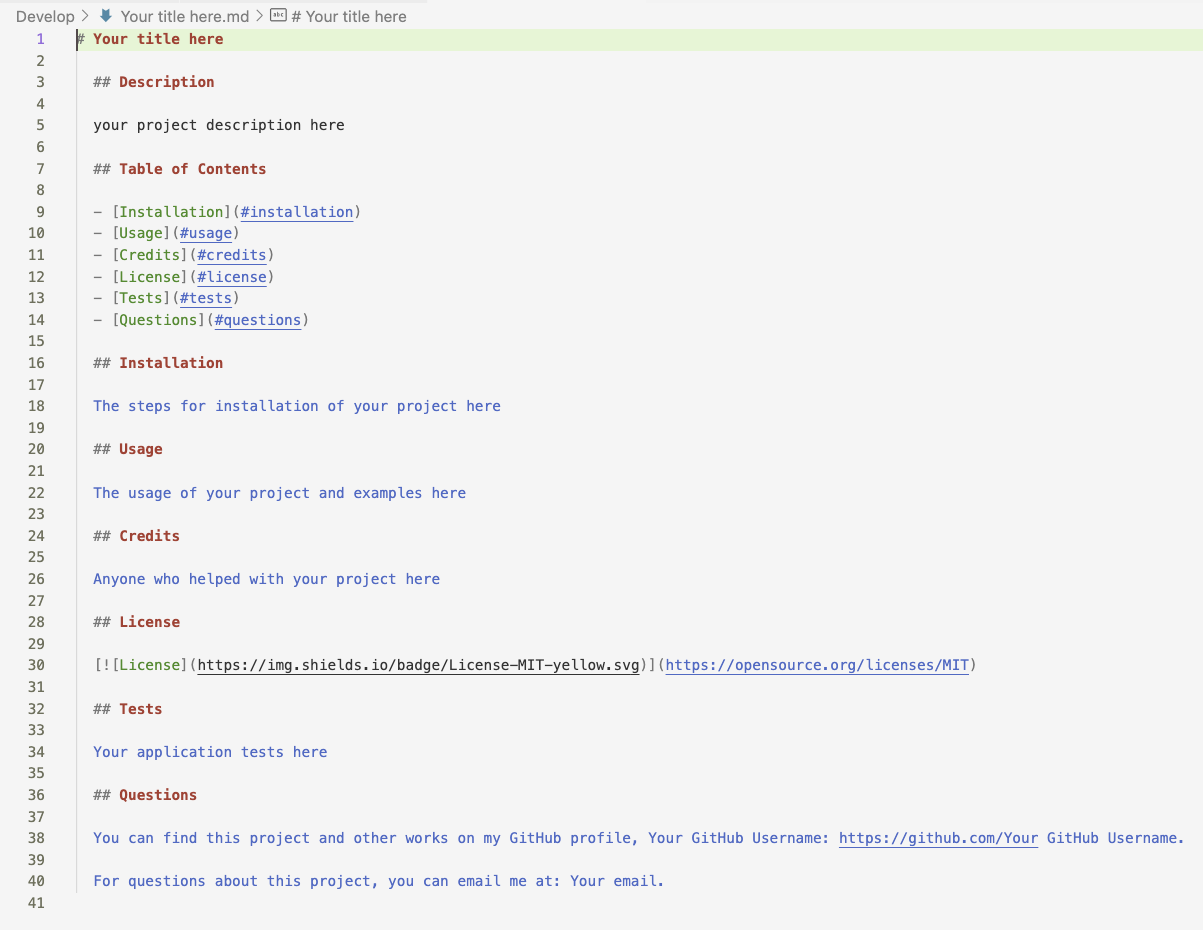 Develop > Your title here.md > # Your title here
1 # Your title here
2
3 ## Description
4
5 your project description here
6
7 ## Table of Contents
8
9 - [Installation](#installation)
10 - [Usage](#usage)
11 - [Credits](#credits)
12 - [License](#license)
13 - [Tests](#tests)
14 - [Questions](#questions)
15
16 ## Installation
17
18 The steps for installation of your project here
19
20 ## Usage
21
22 The usage of your project and examples here
23
24 ## Credits
25
26 Anyone who helped with your project here
27
28 ## License
29
30 [![License](https://img.shields.io/badge/License-MIT-yellow.svg)](https://opensource.org/licenses/MIT)
31
32 ## Tests
33
34 Your application tests here
35
36 ## Questions
37
38 You can find this project and other works on my GitHub profile, Your GitHub Username: https://github.com/Your GitHub Username.
39
40 For questions about this project, you can email me at: Your email.
41